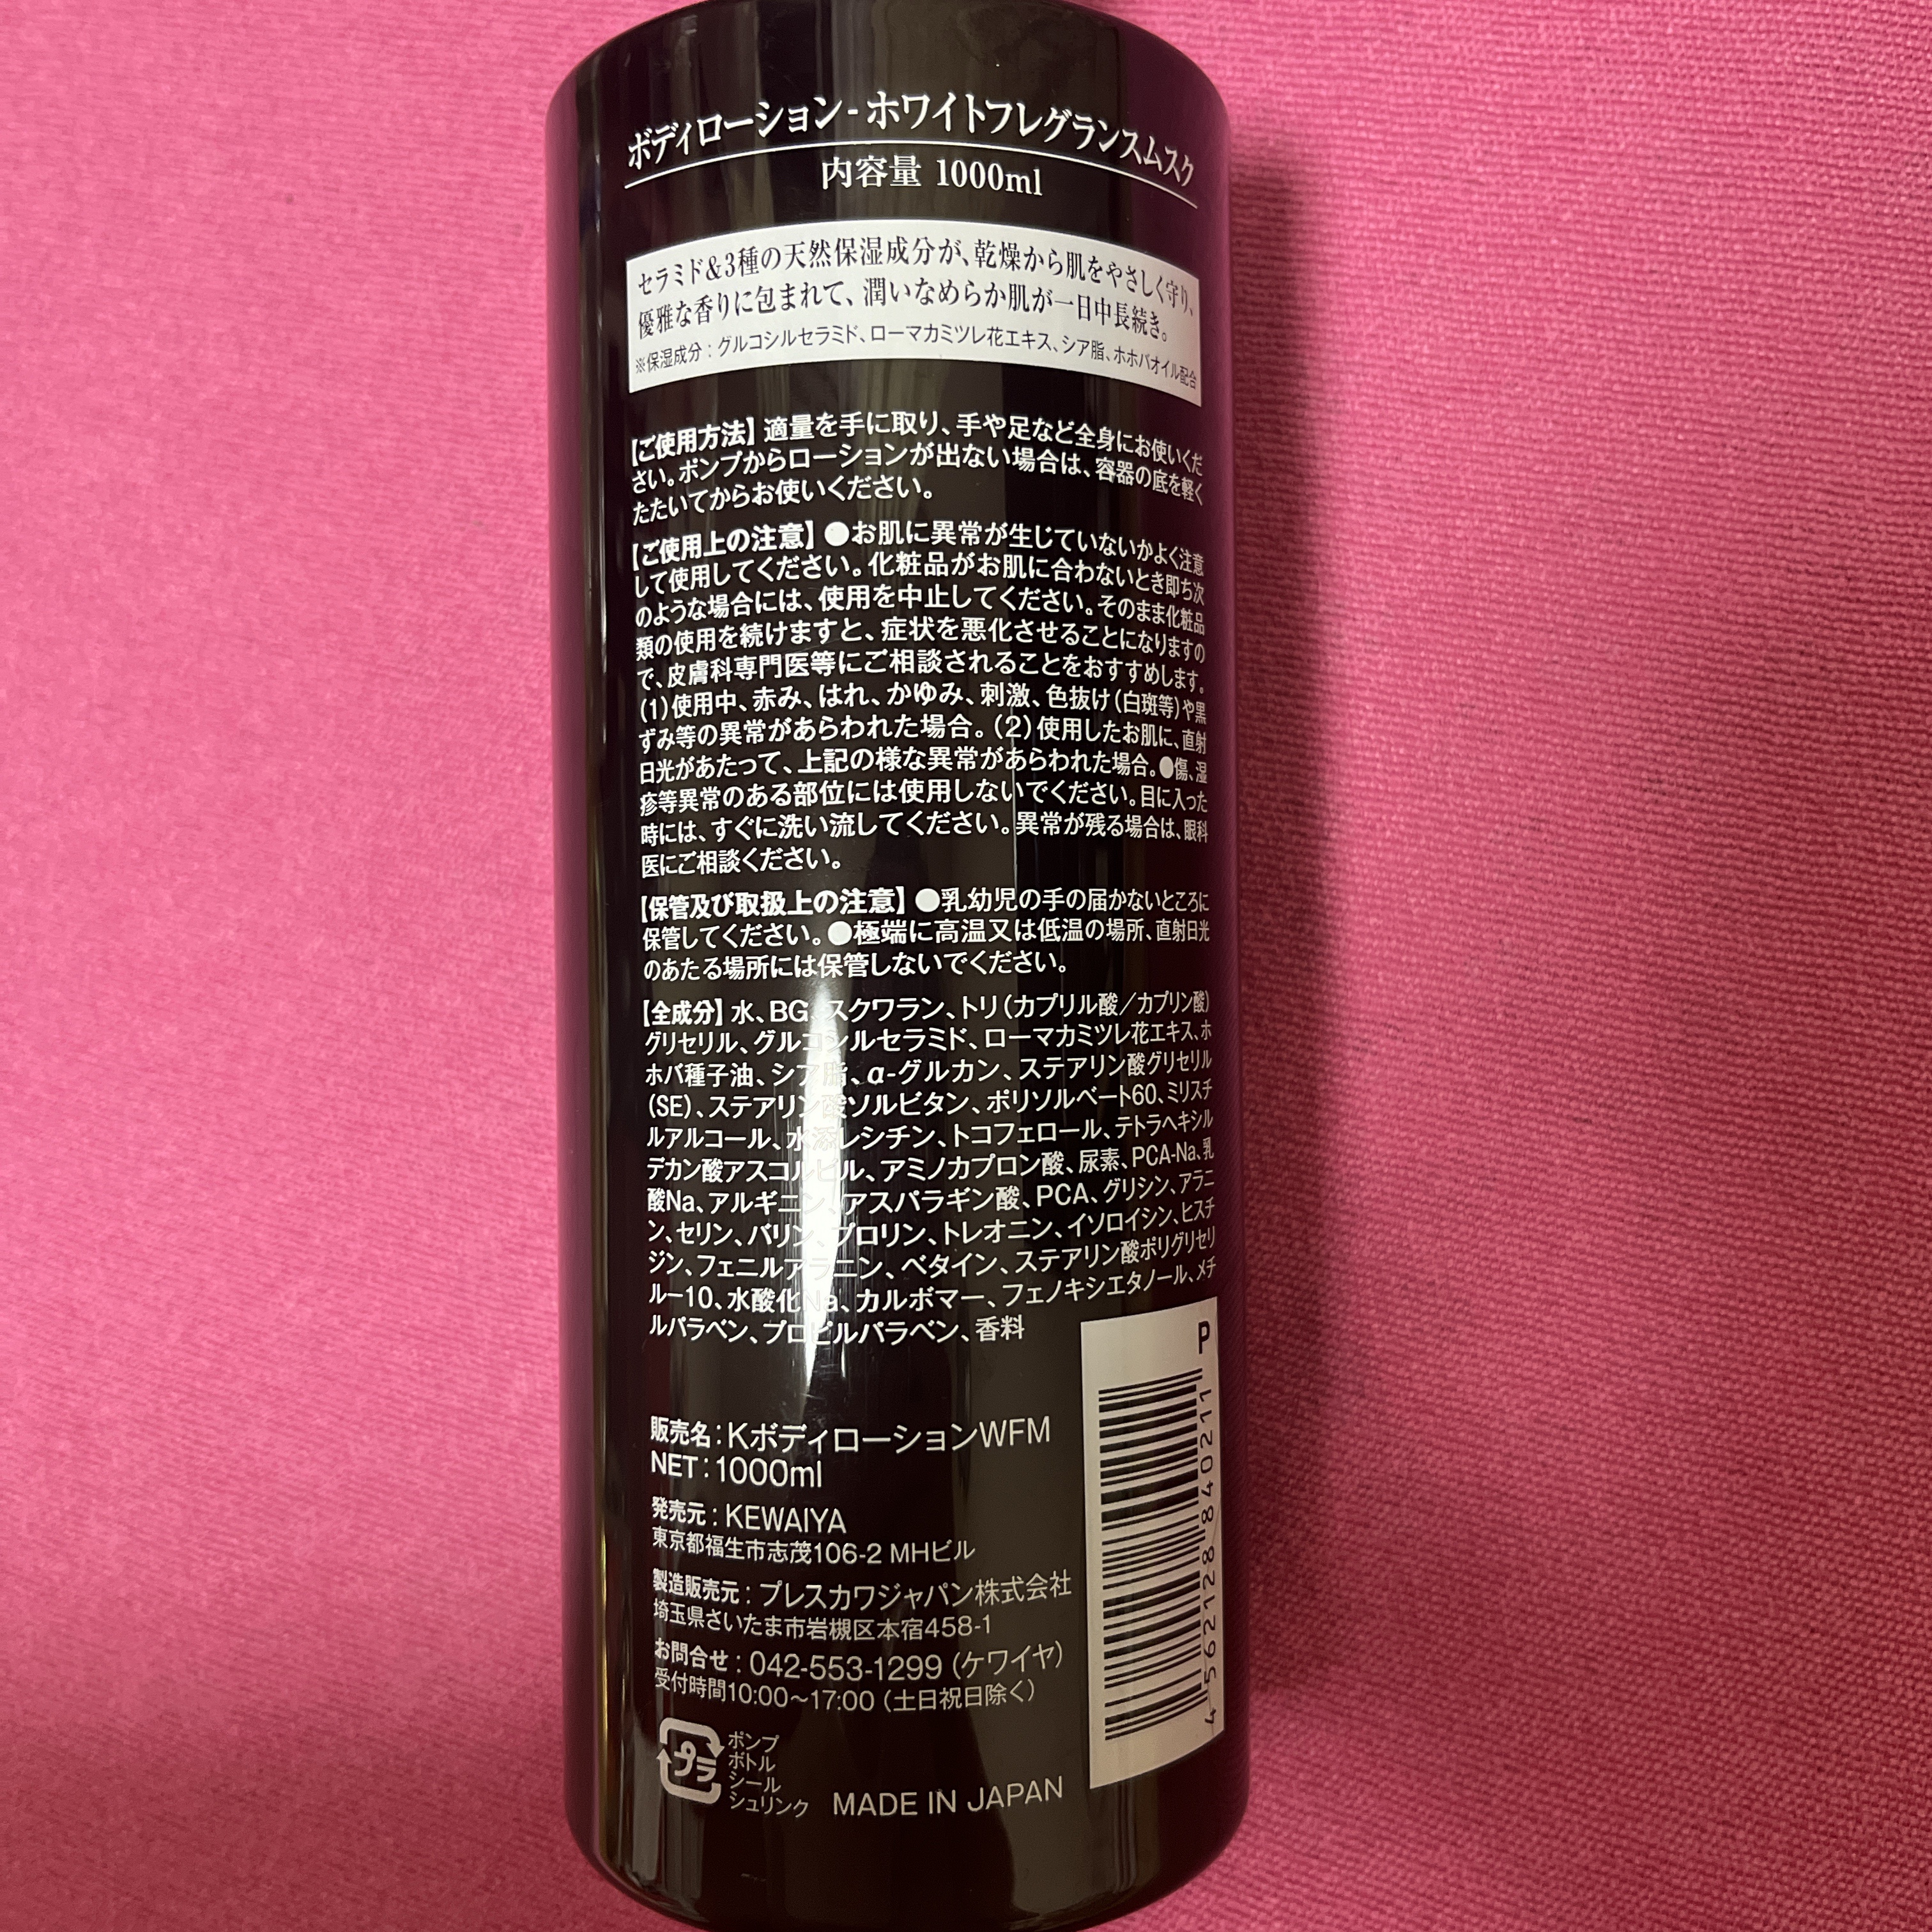 ボディローション-ホワイトフレグランスムスク
内容量 1000ml
セラミド&3種の天然保湿成分が、乾燥から肌をやさしく守り、
優雅な香りに包まれて、潤いなめらか肌が一日中長続き。
※保湿成分:グルコシルセラミド、ローマカミツレ花エキス、シア脂、ホホバオイル配合
【ご使用方法】適量を手に取り、手や足など全身にお使いくだ
さい。ポンプからローションが出ない場合は、容器の底を軽く
たたいてからお使いください。
【ご使用上の注意】●お肌に異常が生じていないかよく注意
して使用してください。化粧品がお肌に合わないとき即ち次
のような場合には、使用を中止してください。そのまま化粧品
類の使用を続けますと、症状を悪化させることになりますの
で、皮膚科専門医等にご相談されることをおすすめします。
(1)使用中、赤み、はれ、かゆみ、刺激、色抜け(白斑等)や黒
ずみ等の異常があらわれた場合。(2)使用したお肌に、直射
日光があたって、上記の様な異常があらわれた場合。●傷、湿
疹等異常のある部位には使用しないでください。目に入った
時には、すぐに洗い流してください。異常が残る場合は、眼科
医にご相談ください。
【保管及び取扱上の注意】●乳幼児の手の届かないところに
保管してください。●極端に高温又は低温の場所、直射日光
のあたる場所には保管しないでください。
【全成分】水、BG、スクワラン、トリ(カプリル酸/カプリン酸)
グリセリル、グルコシルセラミド、ローマカミツレ花エキス、ホ
ホバ種子油、シア脂、α-グルカン、ステアリン酸グリセリル
(SE)、ステアリン酸ソルビタン、ポリソルベート60、ミリスチ
ルアルコール、水添レシチン、トコフェロール、テトラヘキシル
デカン酸アスコルビル、アミノカプロン酸、尿素、PCA-Na、乳
酸Na、アルギニン、アスパラギン酸、PCA、グリシン、アラニ
ン、セリン、バリン、プロリン、トレオニン、イソロイシン、ヒスチ
ジン、フェニルアラニン、ベタイン、ステアリン酸ポリグリセリ
ルー10、水酸化Na、カルボマー、フェノキシエタノール、メチ
ルパラベン、プロピルパラベン、香料
販売名:KボディローションWFM
NET:1000ml
発売元:KEWAIYA
東京都福生市志茂106-2 MHビル
製造販売元:プレスカワジャパン株式会社
埼玉県さいたま市岩槻区本宿458-1
お問合せ:042-553-1299(ケワイヤ)
受付時間10:00~17:00(土日祝日除く)
プラ
ポンプ
ボトル
シール
シュリンク
MADE IN JAPAN
P
4 562128 840211